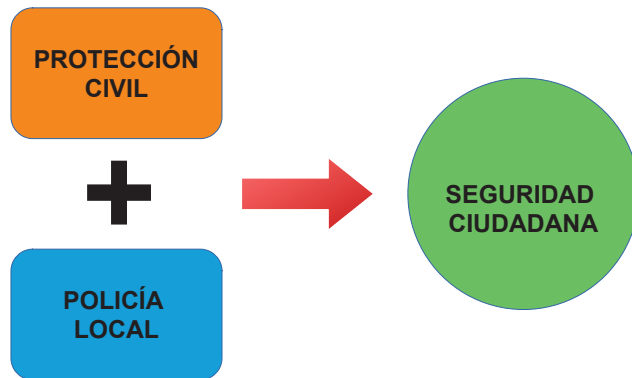 PROTECCIÓN
CIVIL
POLICÍA
LOCAL
SEGURIDAD
CIUDADANA